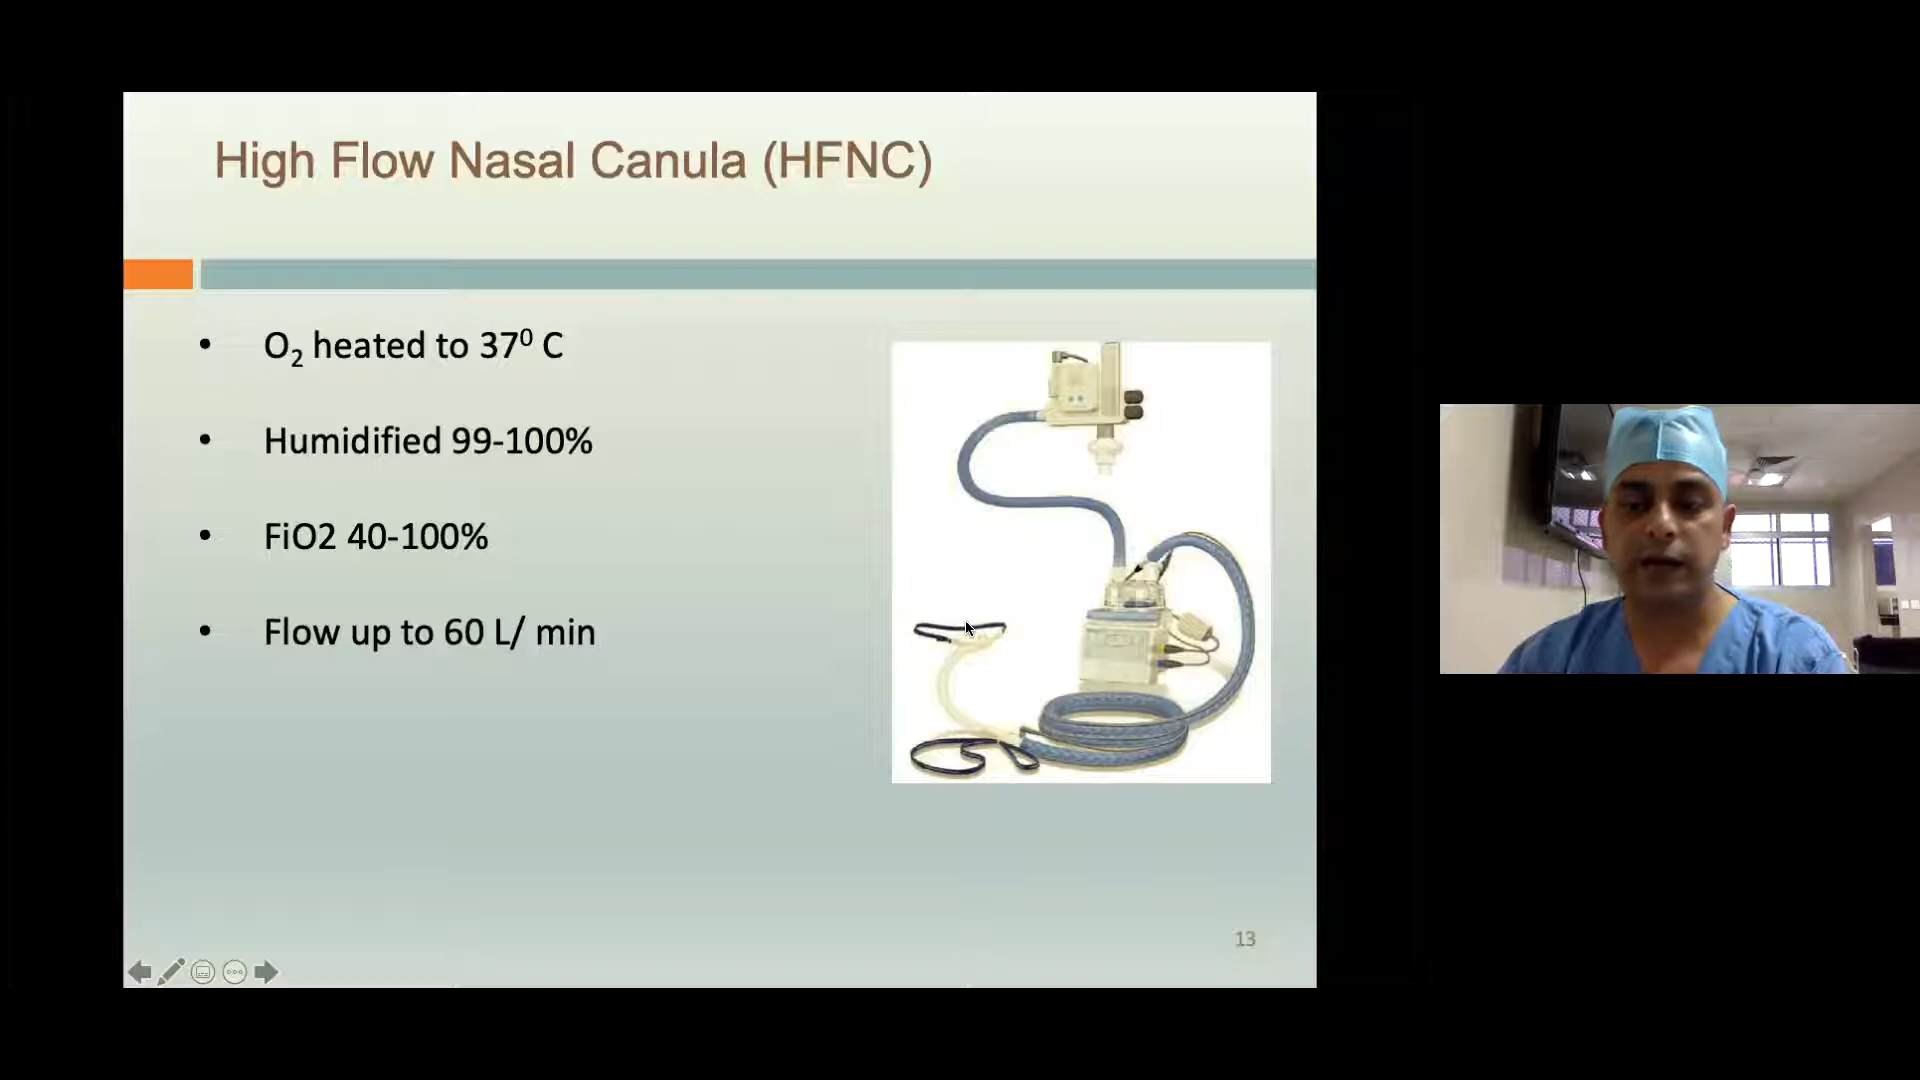 High Flow Nasal Canula (HFNC)
• O₂ heated to 37⁰ C
• Humidified 99-100%
• FiO2 40-100%
• Flow up to 60 L/ min
13